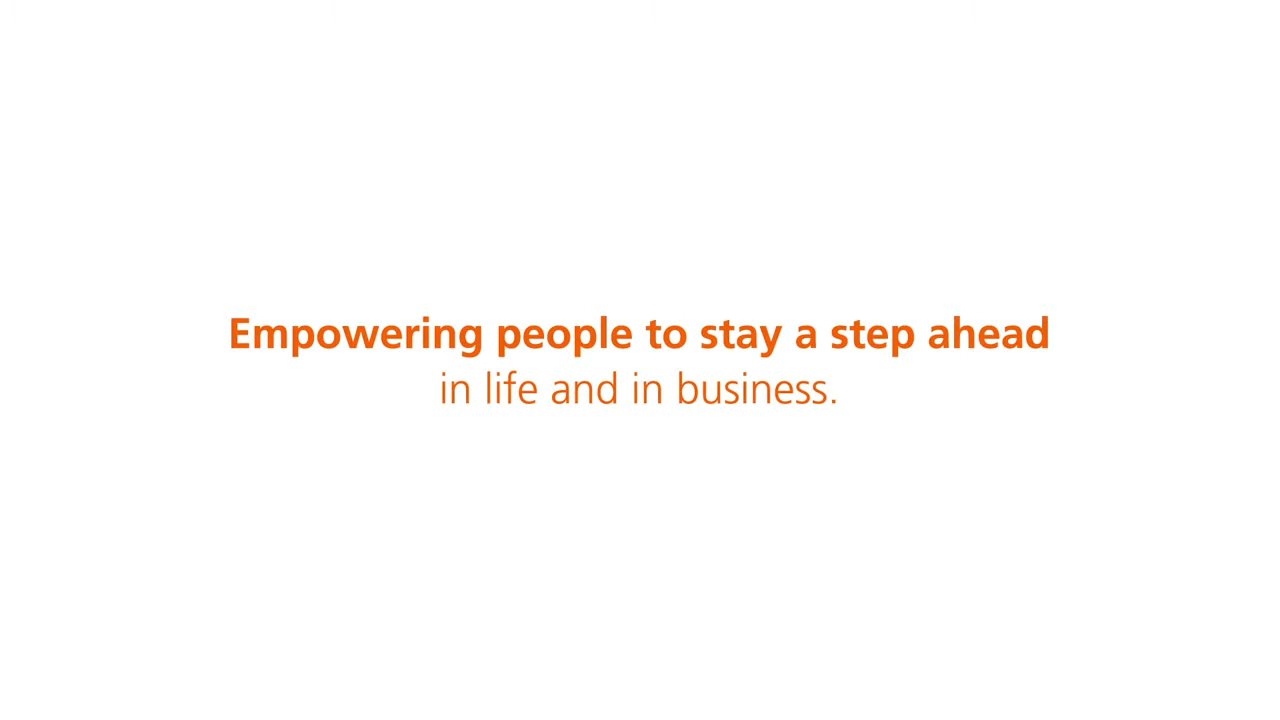 Empowering people to stay a step ahead
in life and in business.